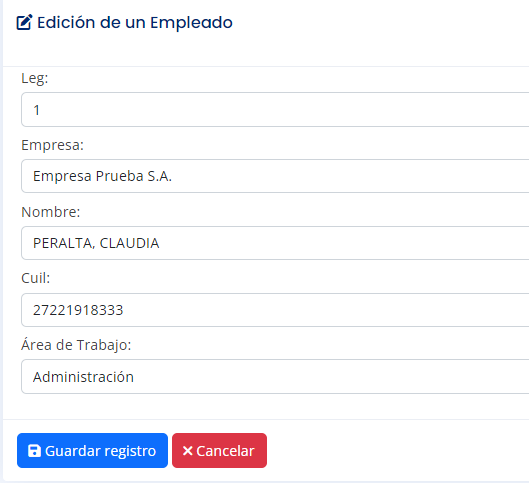 Edición de un Empleado
Leg:
1
Empresa:
Empresa Prueba S.A.
Nombre:
PERALTA, CLAUDIA
Cuil:
27221918333
Área de Trabajo:
Administración
Guardar registro
Cancelar